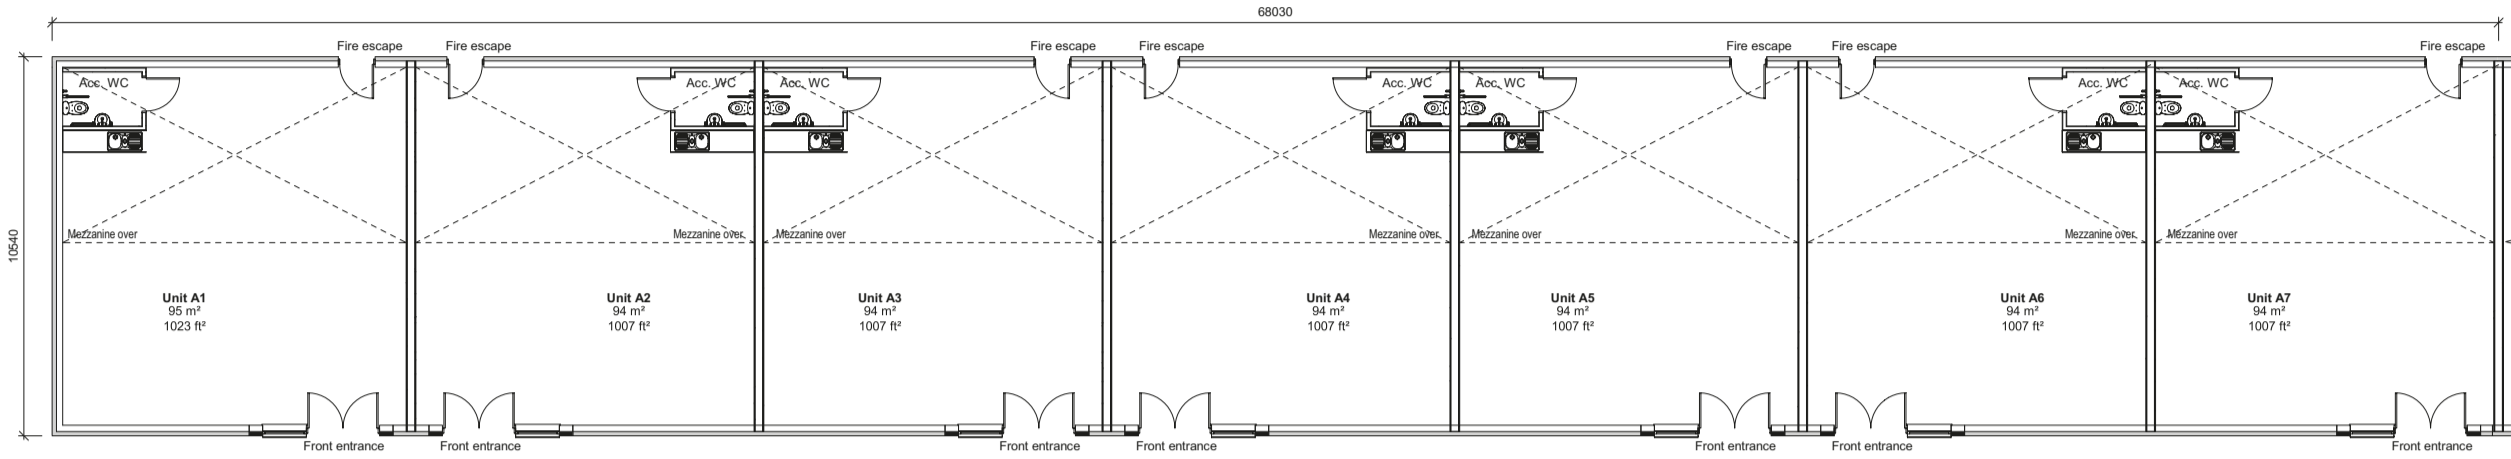 68030
Fire escape
Fire escape
Fire escape
Fire escape
Fire escape
Fire escape
Fire escape
Acc. WC
Acc. WC
Acc. WC
Acc. WC
Acc. WC
Acc. WC
Acc. WC
10540
Mezzanine over
Mezzanine over
Mezzanine over
Mezzanine over
Mezzanine over
Mezzanine over
Mezzanine over
Unit A1
95 m²
1023 ft²
Unit A2
94 m²
1007 ft²
Unit A3
94 m²
1007 ft²
Unit A4
94 m²
1007 ft²
Unit A5
94 m²
1007 ft²
Unit A6
94 m²
1007 ft²
Unit A7
94 m²
1007 ft²
Front entrance
Front entrance
Front entrance
Front entrance
Front entrance
Front entrance
Front entrance